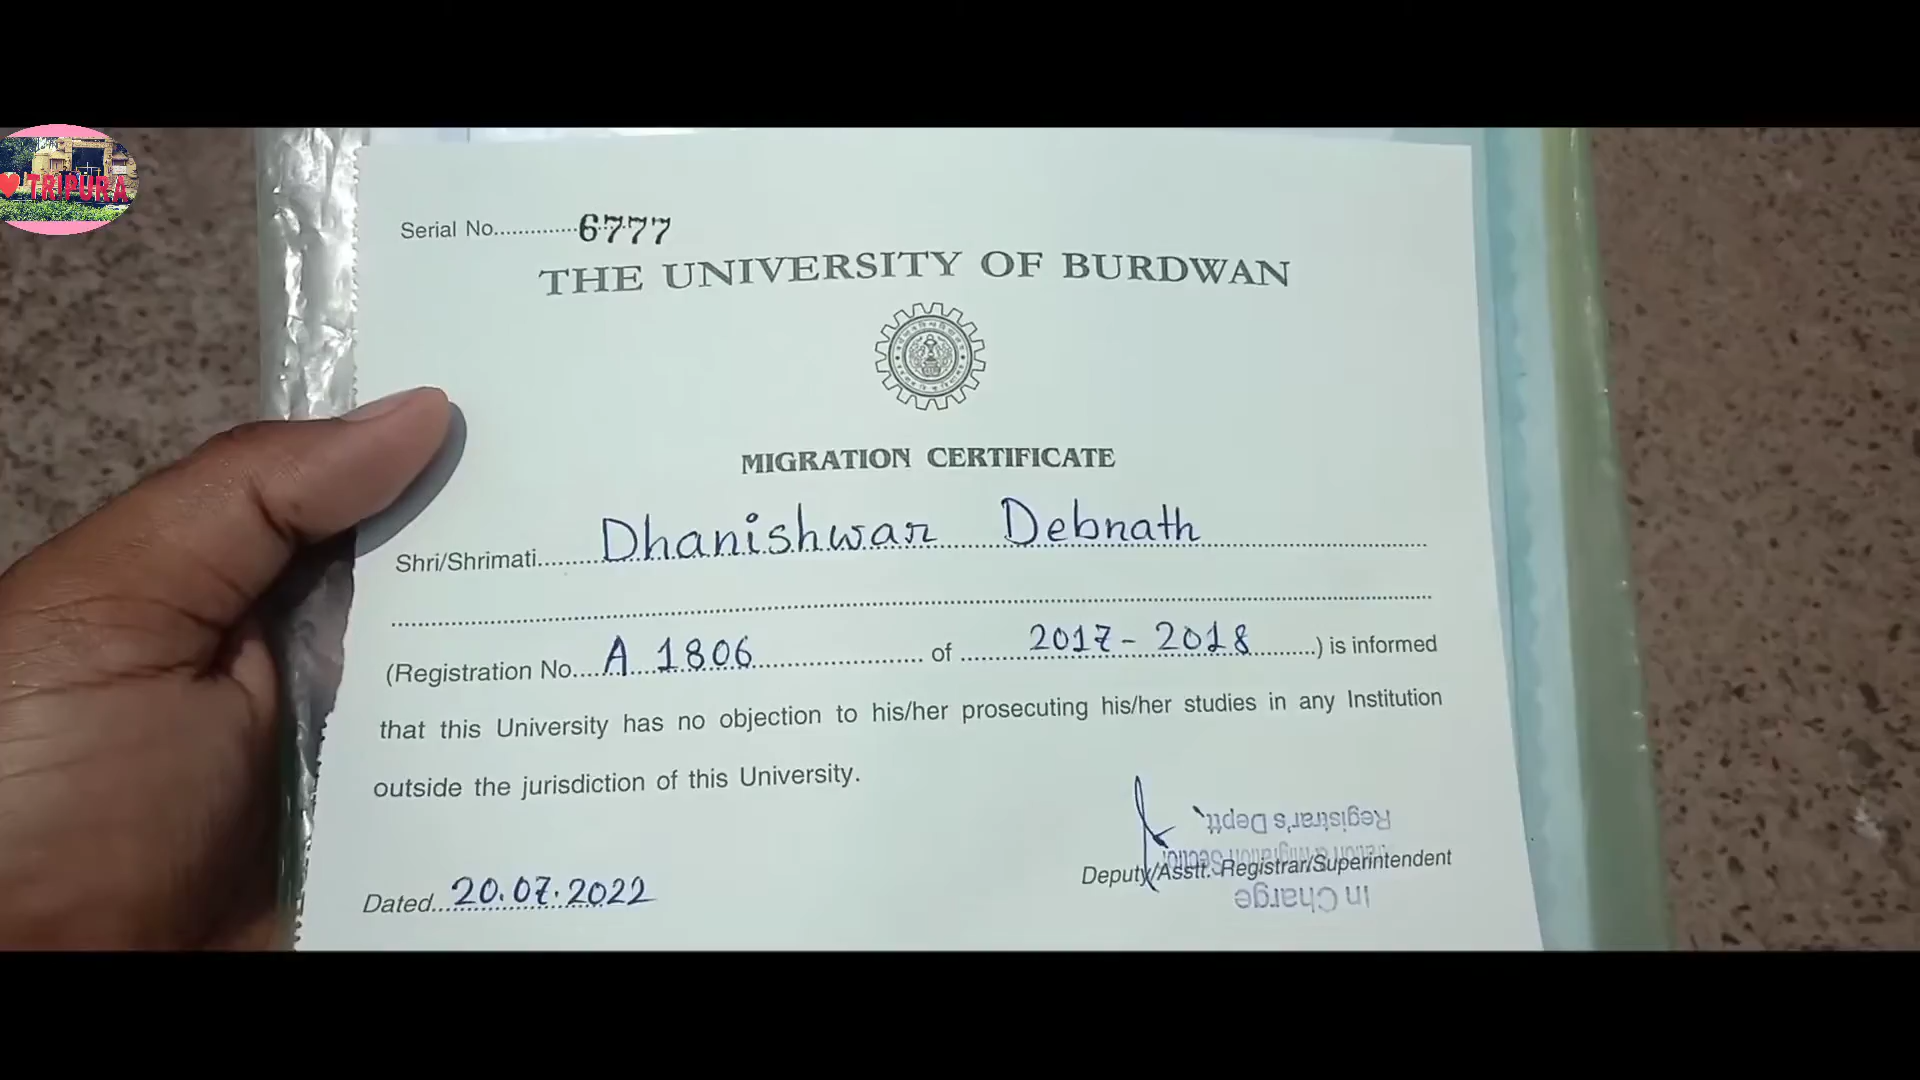 TRIPURA
Serial No.............6777
THE UNIVERSITY OF BURDWAN
MIGRATION CERTIFICATE
Shri/Shrimati..........Dhanishwar Debnath
(Registration No.....A 1806 of 2017-2018) is informed
that this University has no objection to his/her prosecuting his/her studies in any Institution
outside the jurisdiction of this University.
Registrar's Deptt.
Deputy/Asstt. Registrar/Superintendent
In Charge
Dated...20.07.2022